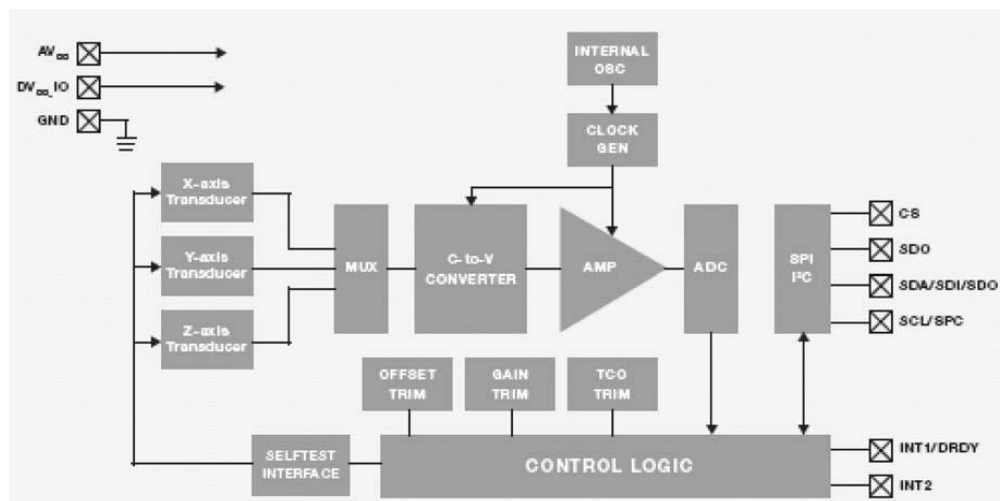 AVDD
DVDD_IO
GND
INTERNAL
OSC
CLOCK
GEN
X-axis
Transducer
Y-axis
Transducer
Z-axis
Transducer
MUX
C-to-V
CONVERTER
AMP
ADC
SPI
I²C
CS
SDO
SDA/SDI/SDO
SCL/SPC
OFFSET
TRIM
GAIN
TRIM
TCO
TRIM
SELFTEST
INTERFACE
CONTROL LOGIC
INT1/DRDY
INT2